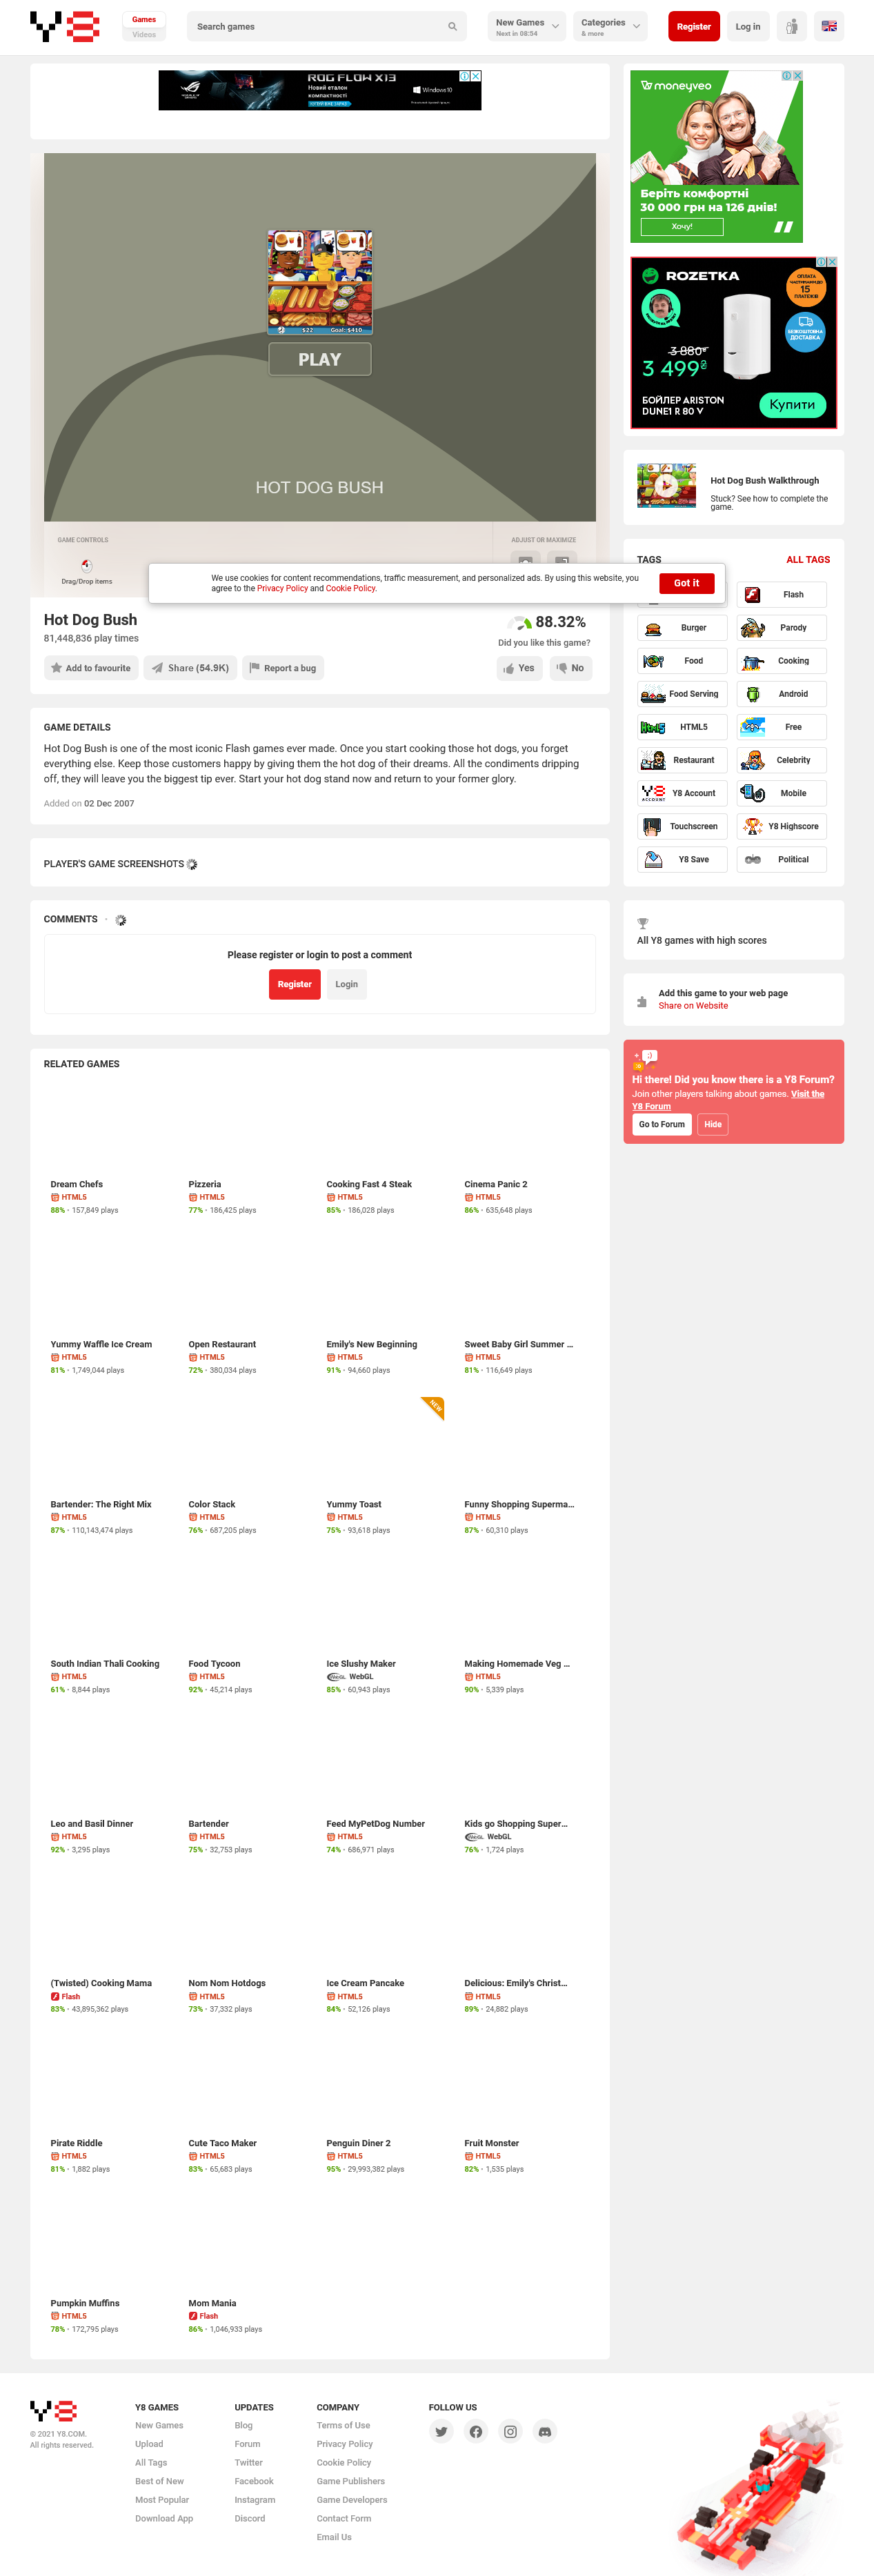 Y8
Games
Videos
Search games
New Games
Next in 08:54
Categories
& more
Register
Log in
ROG FLOW X13
Новий еталон
компактності
Windows 10
moneyveo
Беріть комфортні
30 000 грн на 126 днів!
Хочу!
ROZETKA
ОПЛАТА
ЧАСТИНАМИ ДО
15
ПЛАТЕЖІВ
БЕЗКОШТОВНА
ДОСТАВКА
3 880₴
3 499₴
БОЙЛЕР ARISTON
DUNE1 R 80 V
Купити
$22
Goal: $410
PLAY
HOT DOG BUSH
Hot Dog Bush Walkthrough
Stuck? See how to complete the
game.
GAME CONTROLS
Drag/Drop items
ADJUST OR MAXIMIZE
We use cookies for content recommendations, traffic measurement, and personalized ads. By using this website, you
agree to the Privacy Policy and Cookie Policy.
Got it
Hot Dog Bush
81,448,836 play times
88.32%
Did you like this game?
Add to favourite
Share (54.9K)
Report a bug
Yes
No
TAGS
ALL TAGS
Flash
Burger
Parody
Food
Cooking
Food Serving
Android
HTML5
Free
Restaurant
Celebrity
Y8 Account
Mobile
Touchscreen
Y8 Highscore
Y8 Save
Political
GAME DETAILS
Hot Dog Bush is one of the most iconic Flash games ever made. Once you start cooking those hot dogs, you forget
everything else. Keep those customers happy by giving them the hot dog of their dreams. All the condiments dripping
off, they will leave you the biggest tip ever. Start your hot dog stand now and return to your former glory.
Added on 02 Dec 2007
PLAYER'S GAME SCREENSHOTS
COMMENTS
Please register or login to post a comment
Register
Login
All Y8 games with high scores
Add this game to your web page
Share on Website
Hi there! Did you know there is a Y8 Forum?
Join other players talking about games. Visit the
Y8 Forum
Go to Forum
Hide
RELATED GAMES
Dream Chefs
HTML5
88% • 157,849 plays
Pizzeria
HTML5
77% • 186,425 plays
Cooking Fast 4 Steak
HTML5
85% • 186,028 plays
Cinema Panic 2
HTML5
86% • 635,648 plays
Yummy Waffle Ice Cream
HTML5
81% • 1,749,044 plays
Open Restaurant
HTML5
72% • 380,034 plays
Emily's New Beginning
HTML5
91% • 94,660 plays
Sweet Baby Girl Summer ...
HTML5
81% • 116,649 plays
Bartender: The Right Mix
HTML5
87% • 110,143,474 plays
Color Stack
HTML5
76% • 687,205 plays
NEW
Yummy Toast
HTML5
75% • 93,618 plays
Funny Shopping Superma...
HTML5
87% • 60,310 plays
South Indian Thali Cooking
HTML5
61% • 8,844 plays
Food Tycoon
HTML5
92% • 45,214 plays
Ice Slushy Maker
WebGL
85% • 60,943 plays
Making Homemade Veg ...
HTML5
90% • 5,339 plays
Leo and Basil Dinner
HTML5
92% • 3,295 plays
Bartender
HTML5
75% • 32,753 plays
Feed MyPetDog Number
HTML5
74% • 686,971 plays
Kids go Shopping Super...
WebGL
76% • 1,724 plays
(Twisted) Cooking Mama
Flash
83% • 43,895,362 plays
Nom Nom Hotdogs
HTML5
73% • 37,332 plays
Ice Cream Pancake
HTML5
84% • 52,126 plays
Delicious: Emily's Christ...
HTML5
89% • 24,882 plays
Pirate Riddle
HTML5
81% • 1,882 plays
Cute Taco Maker
HTML5
83% • 65,683 plays
Penguin Diner 2
HTML5
95% • 29,993,382 plays
Fruit Monster
HTML5
82% • 1,535 plays
Pumpkin Muffins
HTML5
78% • 172,795 plays
Mom Mania
Flash
86% • 1,046,933 plays
Y8
© 2021 Y8.COM.
All rights reserved.
Y8 GAMES
New Games
Upload
All Tags
Best of New
Most Popular
Download App
UPDATES
Blog
Forum
Twitter
Facebook
Instagram
Discord
COMPANY
Terms of Use
Privacy Policy
Cookie Policy
Game Publishers
Game Developers
Contact Form
Email Us
FOLLOW US